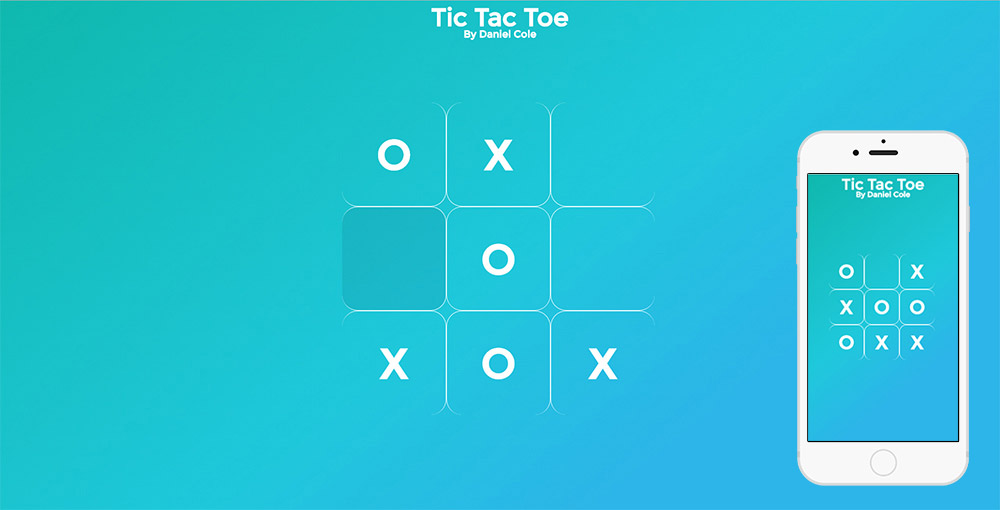 Tic Tac Toe
By Daniel Cole
O X
O
X O X
Tic Tac Toe
By Daniel Cole
O X
X O O
O X X